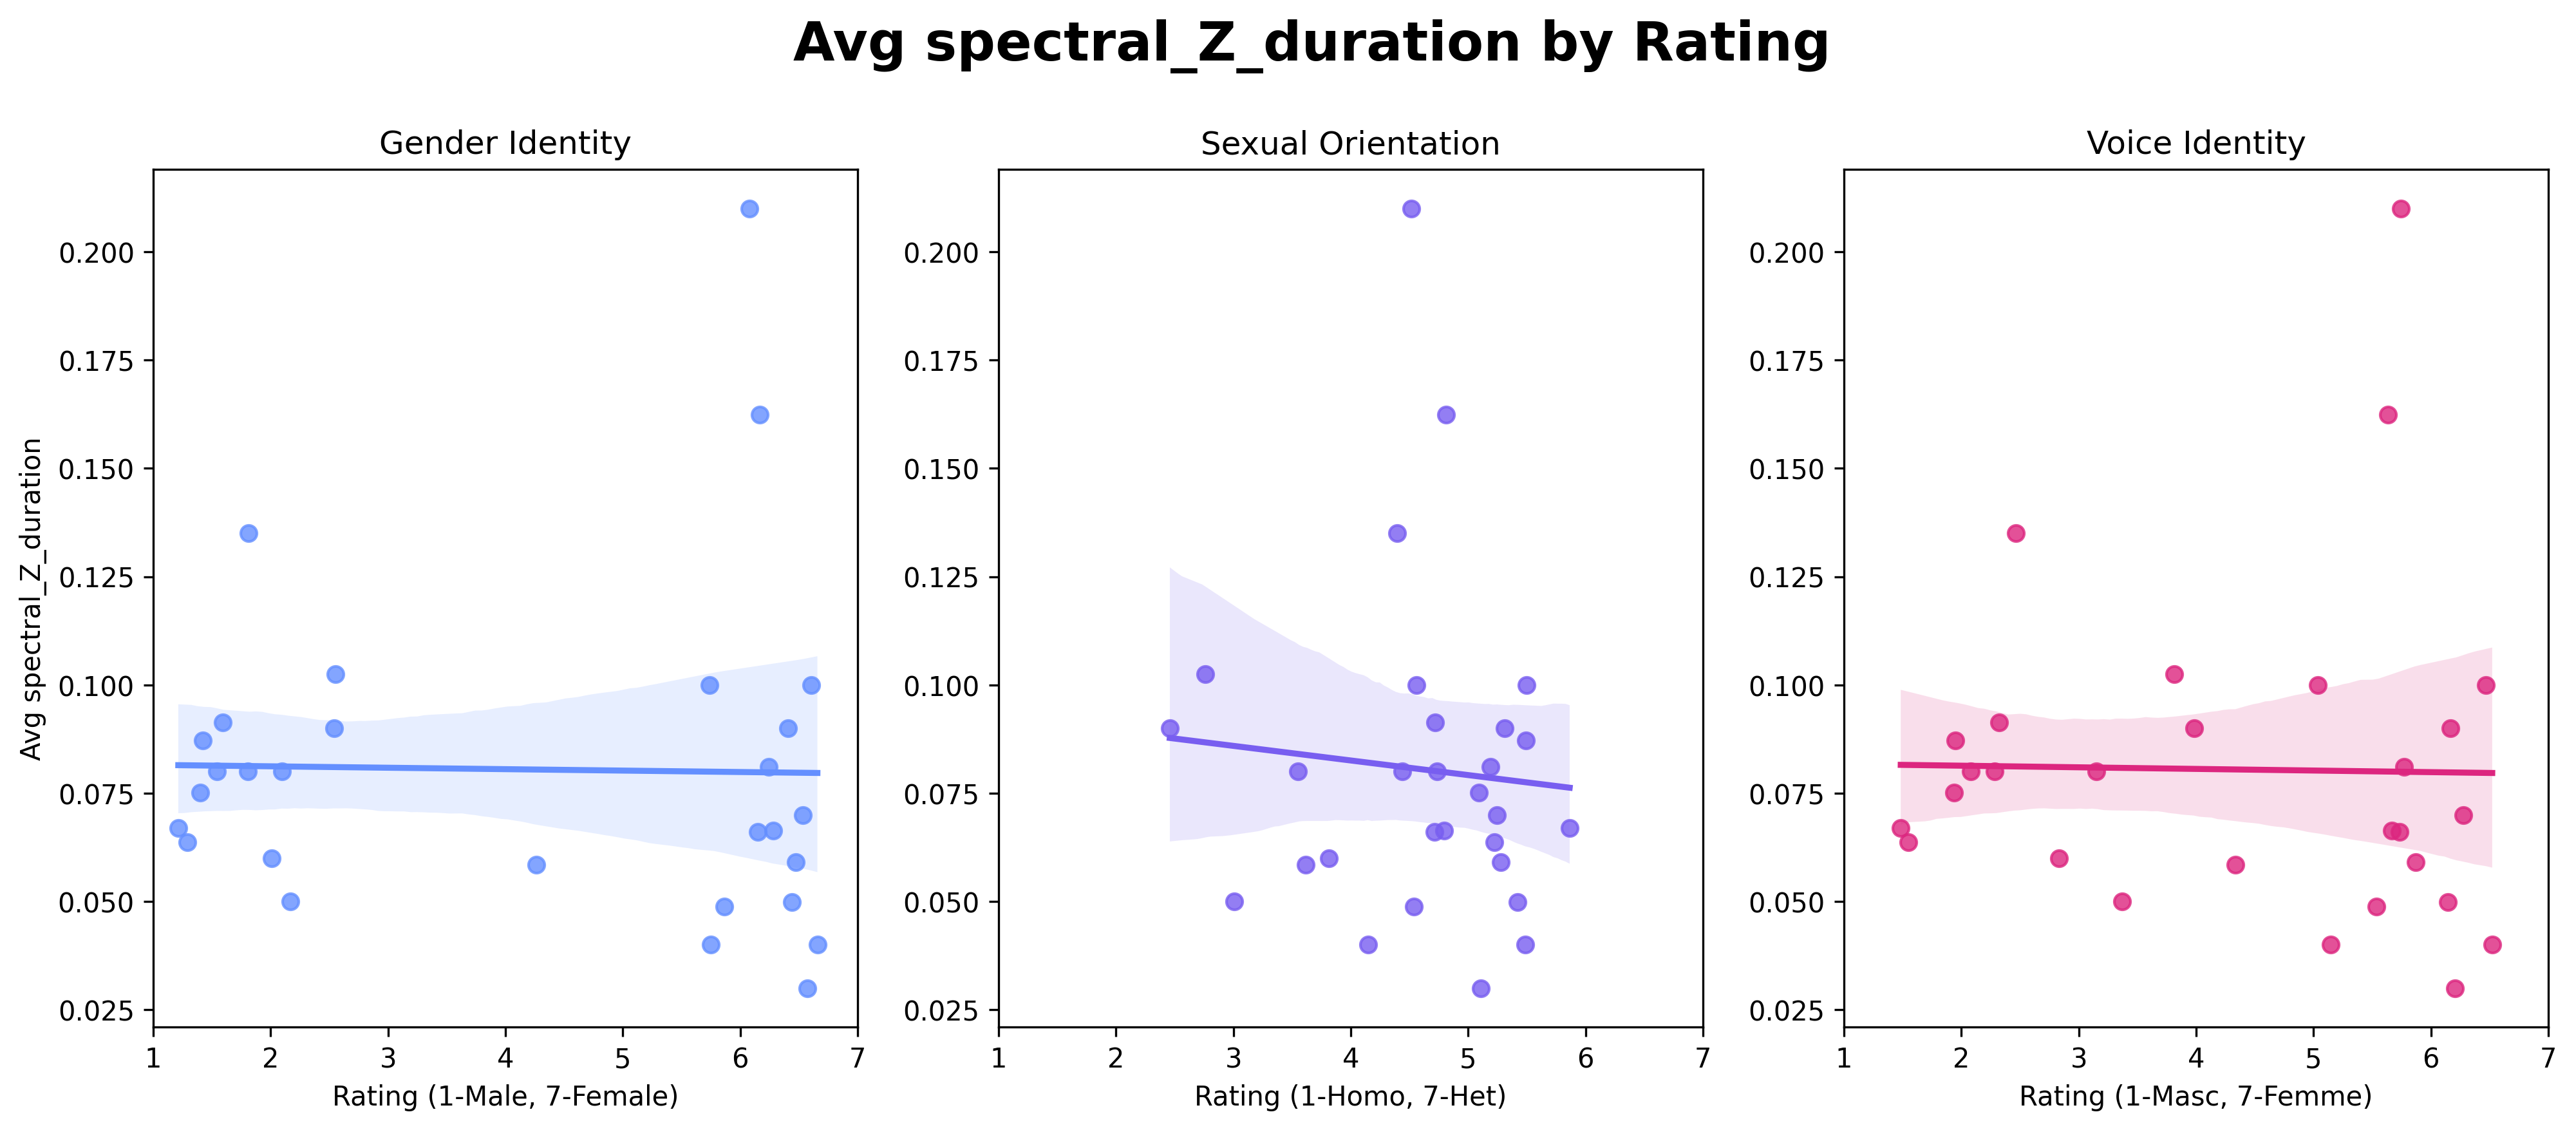 Avg spectral_Z_duration by Rating
Gender Identity
Sexual Orientation
Voice Identity
Avg spectral_Z_duration
0.200
0.175
0.150
0.125
0.100
0.075
0.050
0.025
1 2 3 4 5 6 7
Rating (1-Male, 7-Female)
0.200
0.175
0.150
0.125
0.100
0.075
0.050
0.025
1 2 3 4 5 6 7
Rating (1-Homo, 7-Het)
0.200
0.175
0.150
0.125
0.100
0.075
0.050
0.025
1 2 3 4 5 6 7
Rating (1-Masc, 7-Femme)